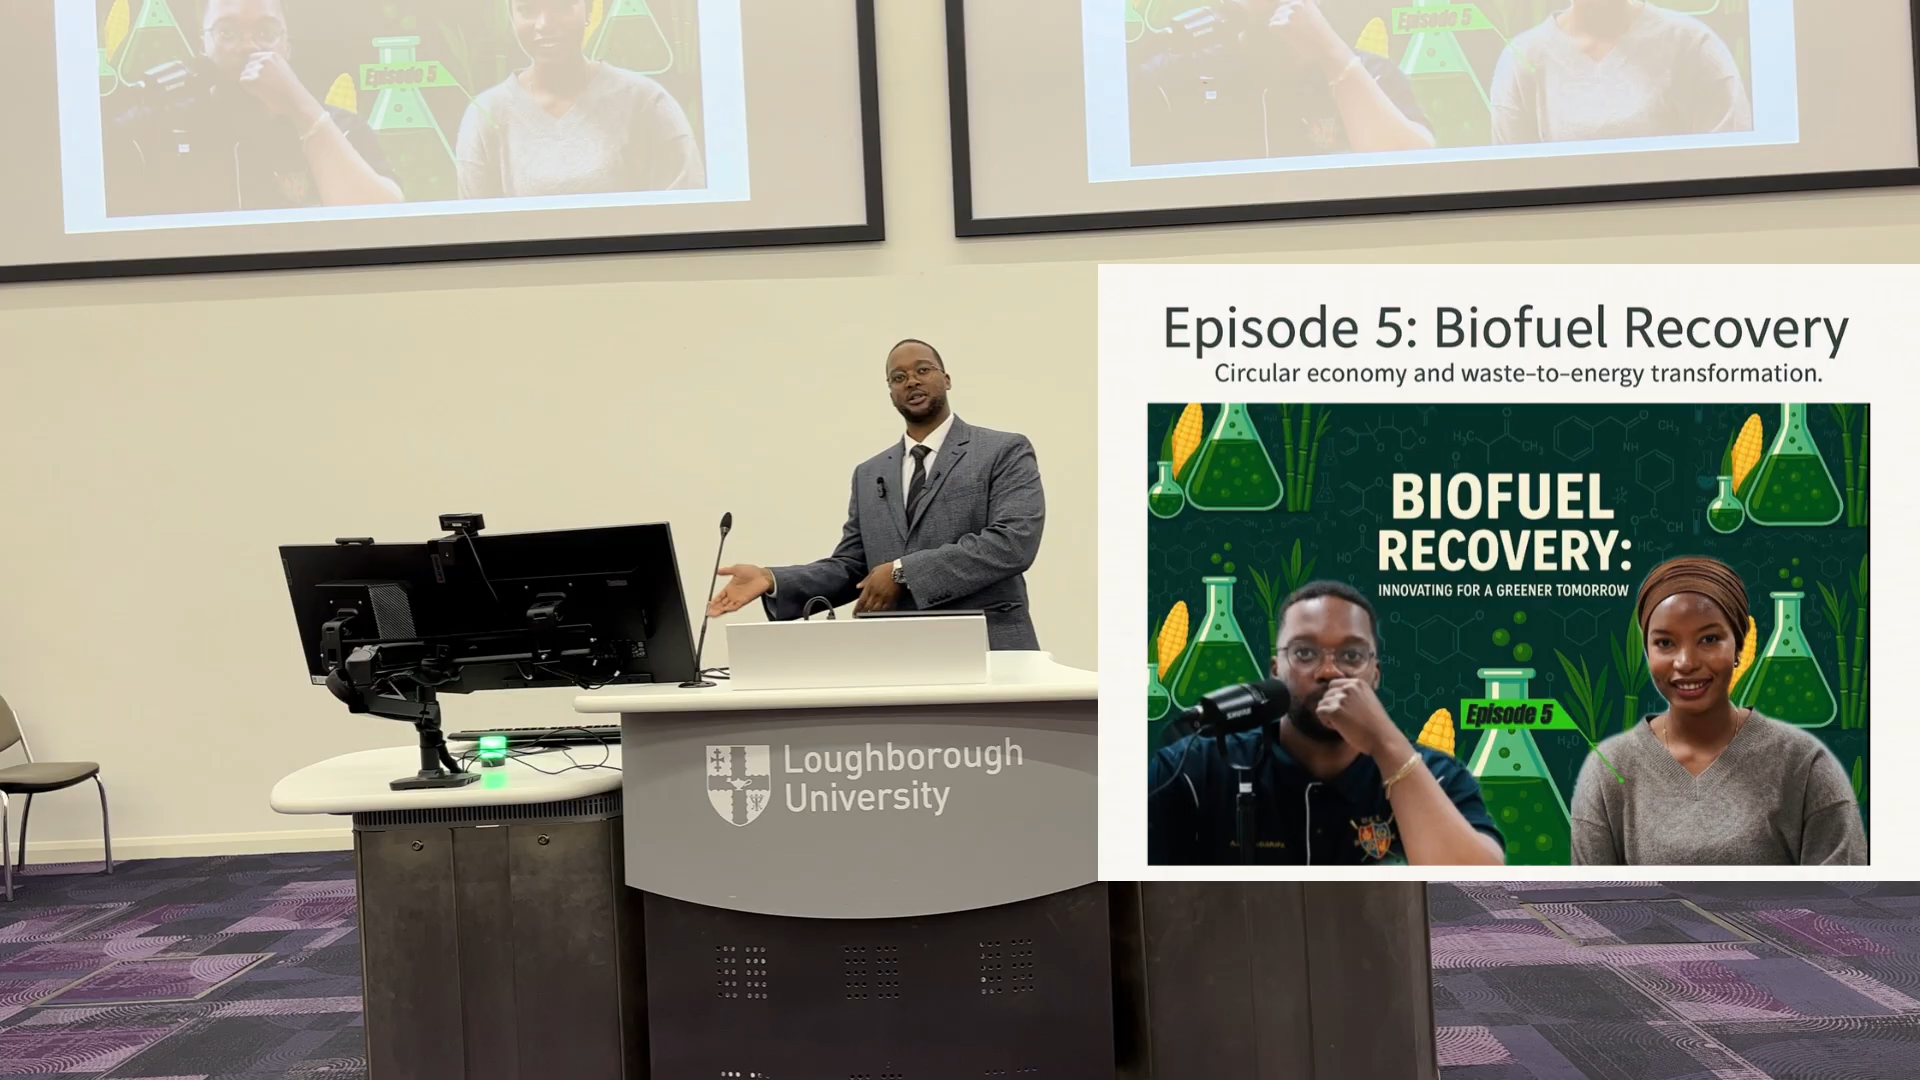 Episode 5
Episode 5
Episode 5: Biofuel Recovery
Circular economy and waste-to-energy transformation.
BIOFUEL
RECOVERY:
INNOVATING FOR A GREENER TOMORROW
Episode 5
SHURE
Loughborough
University